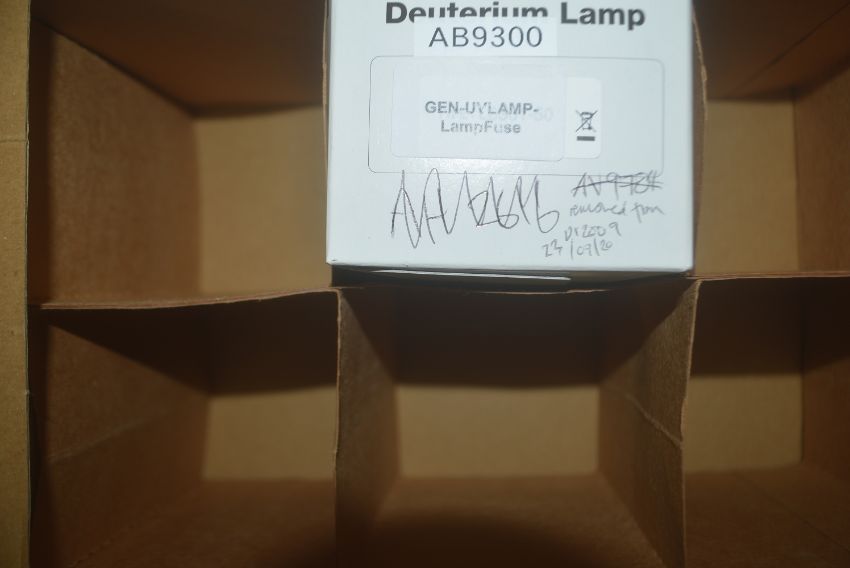 Deuterium Lamp
AB9300
GEN-UVLAMP-
LampFuse
removed from
23/09/20